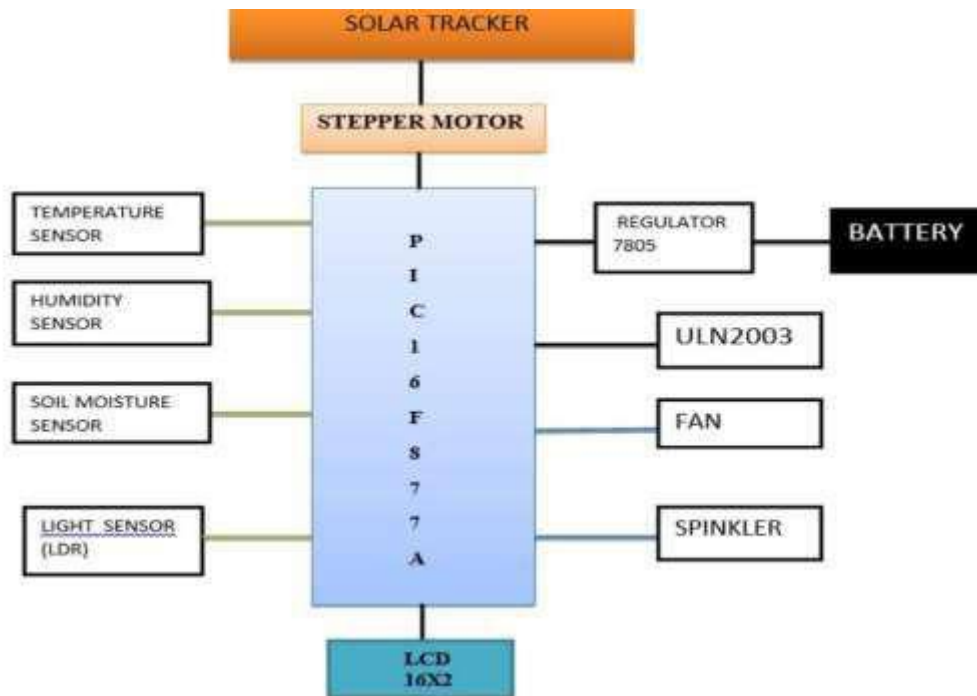 SOLAR TRACKER
STEPPER MOTOR
TEMPERATURE
SENSOR
HUMIDITY
SENSOR
SOIL MOISTURE
SENSOR
LIGHT SENSOR
(LDR)
P
I
C
1
6
F
8
7
7
A
REGULATOR
7805
BATTERY
ULN2003
FAN
SPINKLER
LCD
16X2